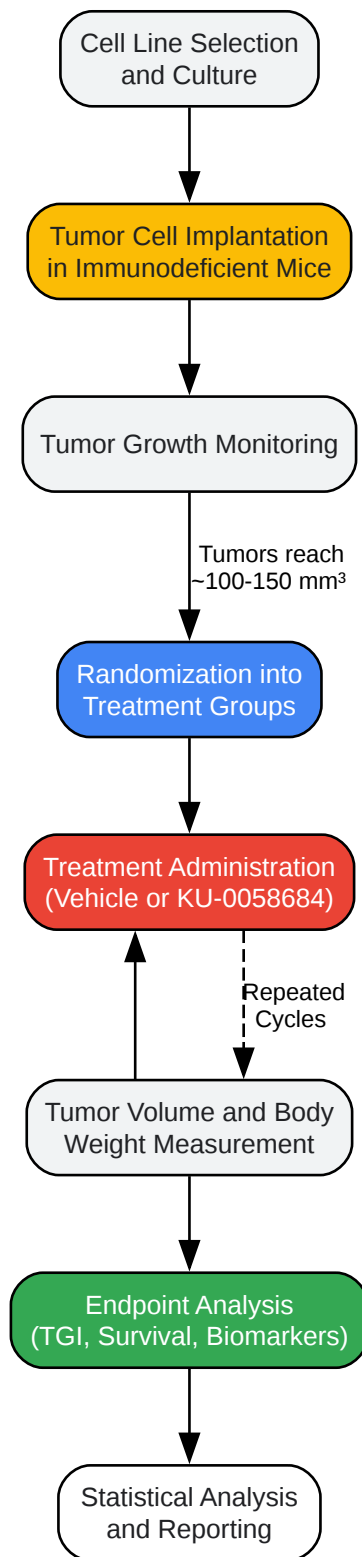 Cell Line Selection
and Culture
Tumor Cell Implantation
in Immunodeficient Mice
Tumor Growth Monitoring
Tumors reach
~100-150 mm³
Randomization into
Treatment Groups
Treatment Administration
(Vehicle or KU-0058684)
Repeated
Cycles
Tumor Volume and Body
Weight Measurement
Endpoint Analysis
(TGI, Survival, Biomarkers)
Statistical Analysis
and Reporting